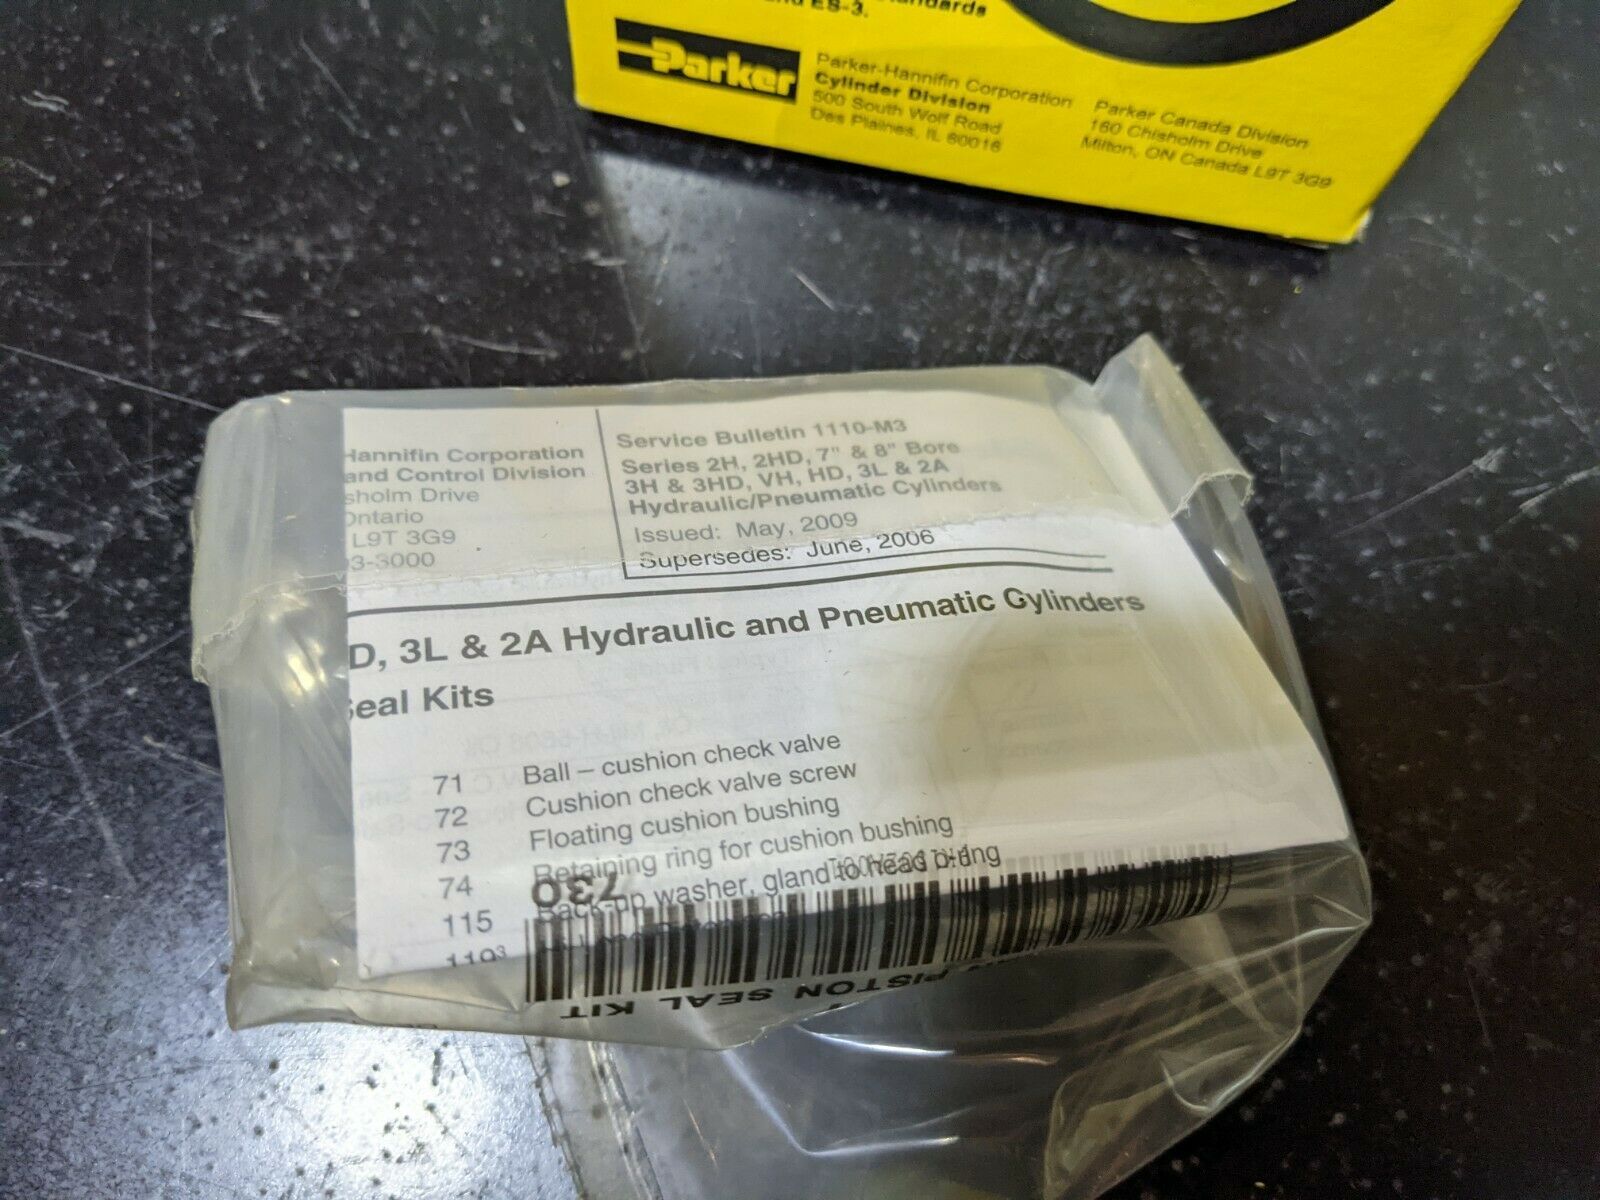 Standards
and ES-3.
Parker
Parker-Hannifin Corporation
Cylinder Division
500 South Wolf Road
Des Plaines, IL 60016
Parker Canada Division
160 Chisholm Drive
Milton, ON Canada L9T 3G9
Hannifin Corporation
and Control Division
sholm Drive
Ontario
L9T 3G9
3-3000
Service Bulletin 1110-M3
Series 2H, 2HD, 7" & 8" Bore
3H & 3HD, VH, HD, 3L & 2A
Hydraulic/Pneumatic Cylinders
Issued: May, 2009
Supersedes: June, 2006
D, 3L & 2A Hydraulic and Pneumatic Cylinders
Seal Kits
71 Ball – cushion check valve
72 Cushion check valve screw
73 Floating cushion bushing
74 Retaining ring for cushion bushing
115 Back-up washer, gland to head o-ring
119³
730
PISTON SEAL KIT